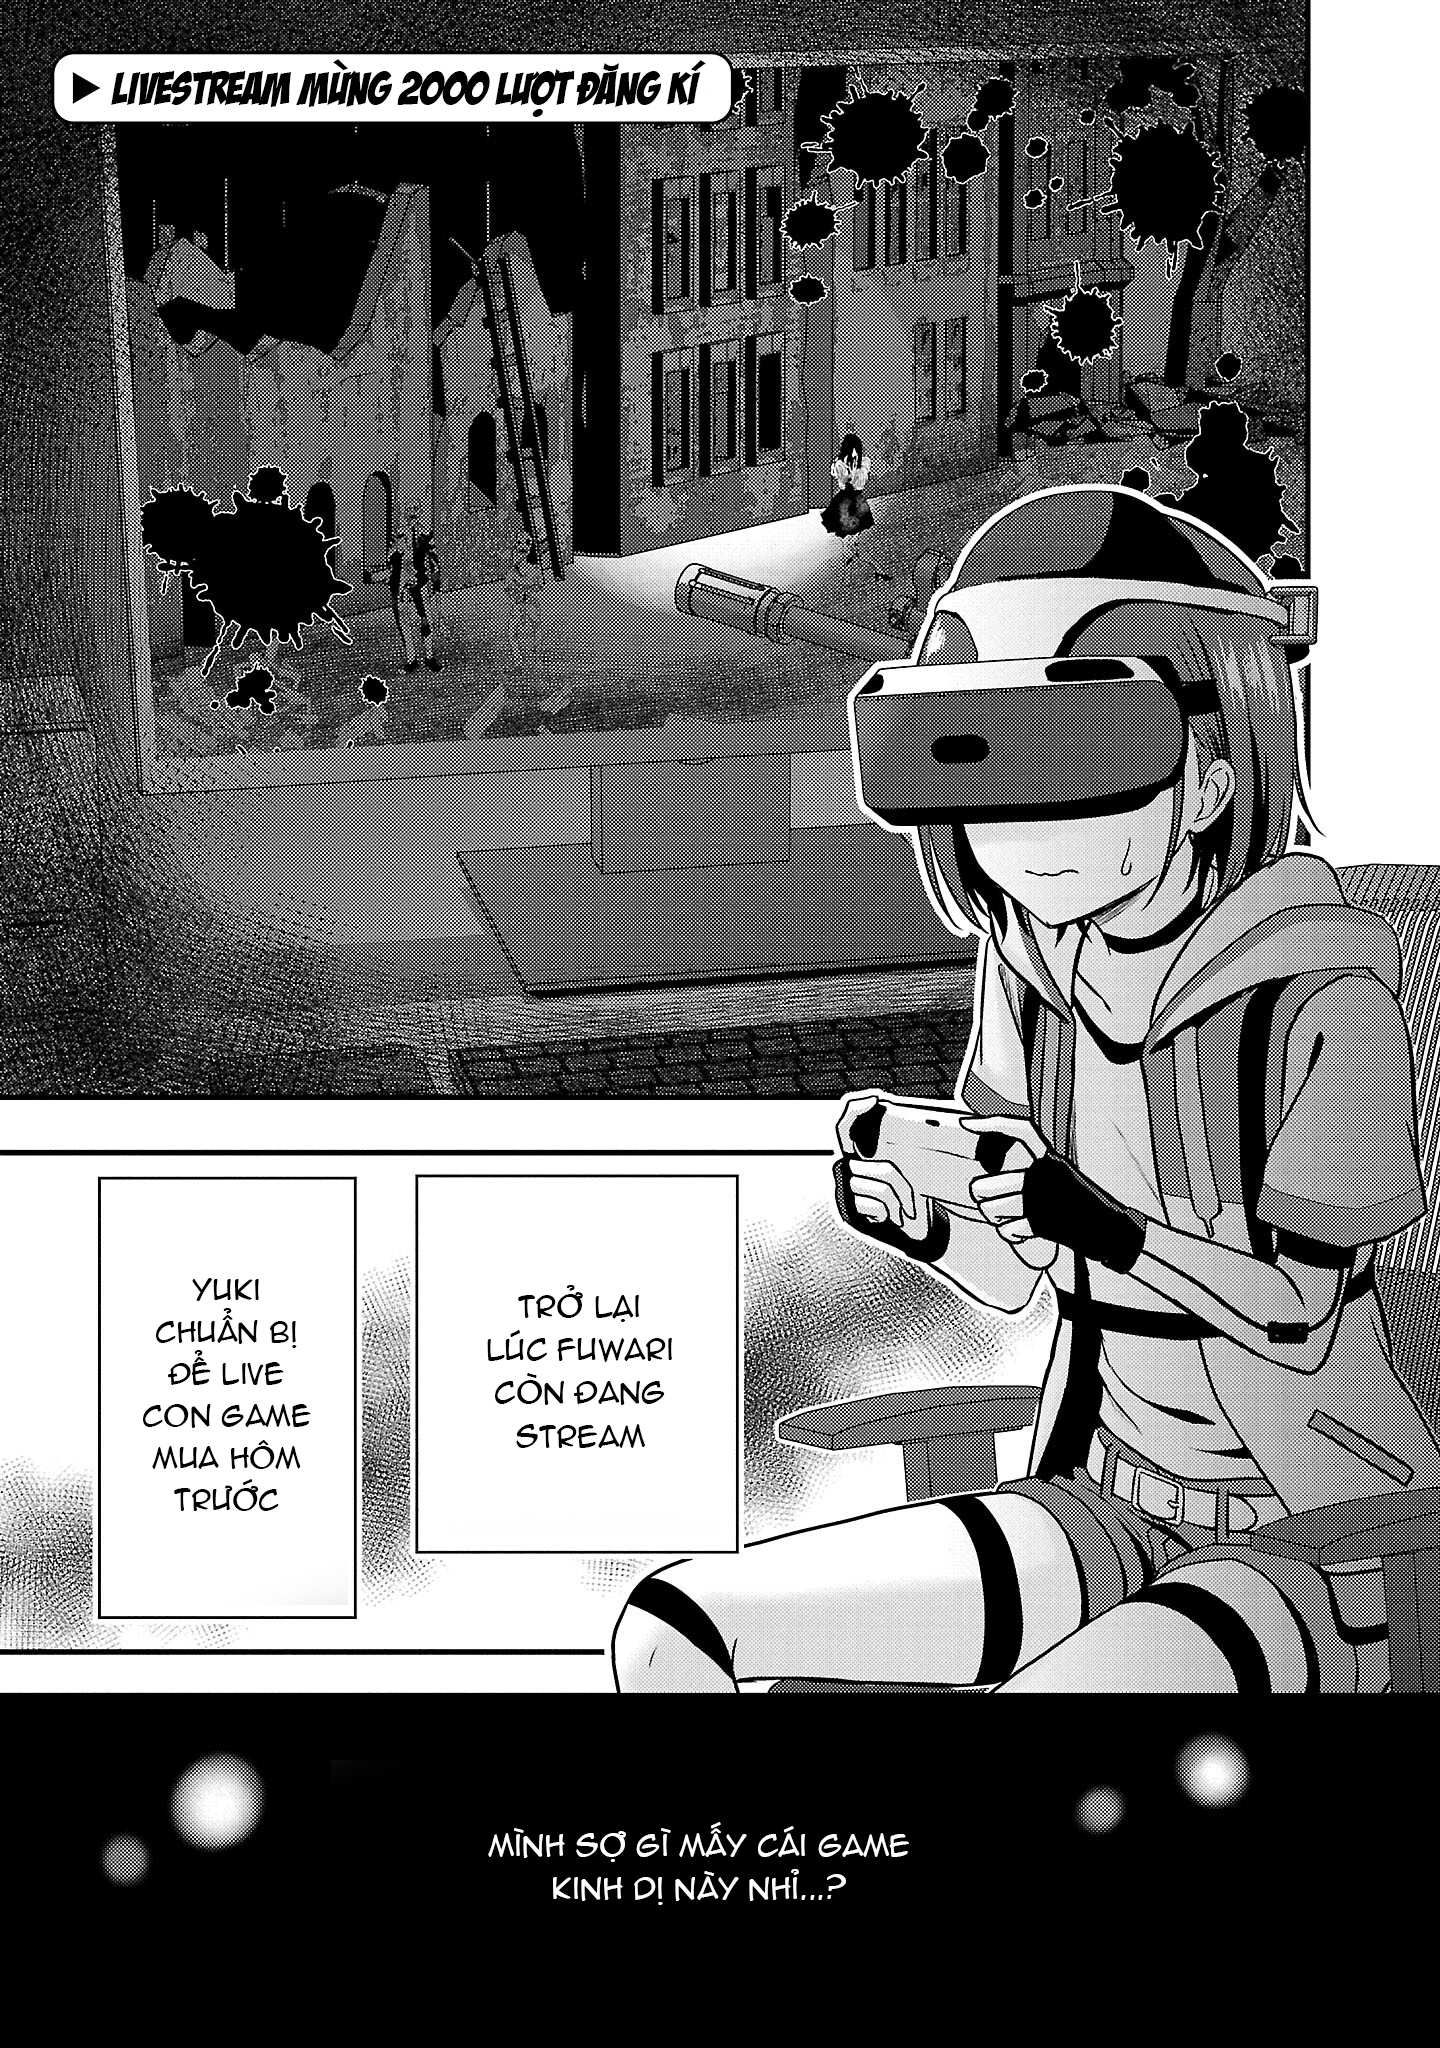 ▶ LIVESTREAM MỪNG 2000 LƯỢT ĐĂNG KÍ
TRỞ LẠI
LÚC FUWARI
CÒN ĐANG
STREAM
YUKI
CHUẨN BỊ
ĐỂ LIVE
CON GAME
MUA HÔM
TRƯỚC
MÌNH SỢ GÌ MẤY CÁI GAME
KINH DỊ NÀY NHỈ...?